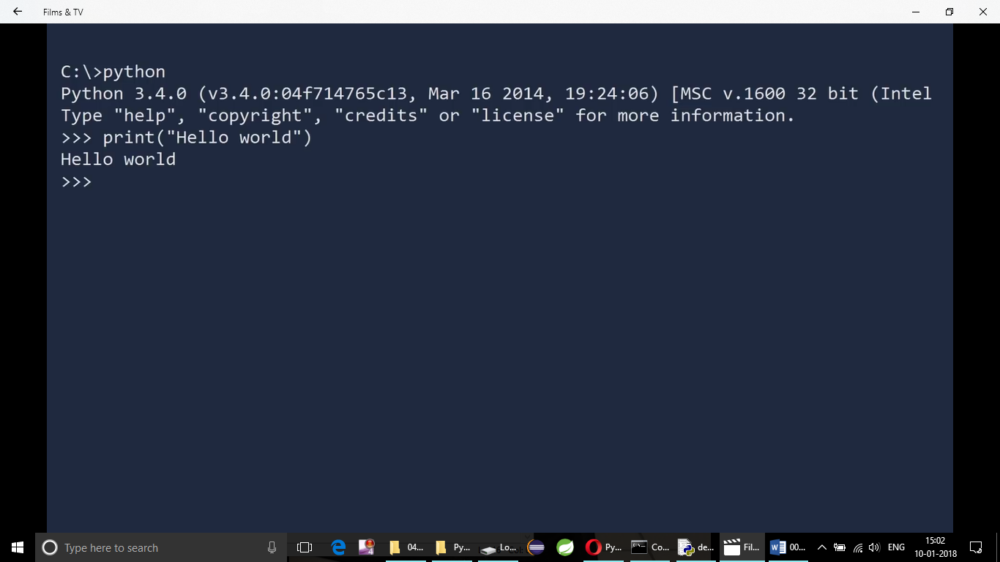 Films & TV
C:\>python
Python 3.4.0 (v3.4.0:04f714765c13, Mar 16 2014, 19:24:06) [MSC v.1600 32 bit (Intel
Type "help", "copyright", "credits" or "license" for more information.
>>> print("Hello world")
Hello world
>>>
Type here to search 04... Py... Lo... Py... Co... de... Fil... 00... ENG 15:02
10-01-2018